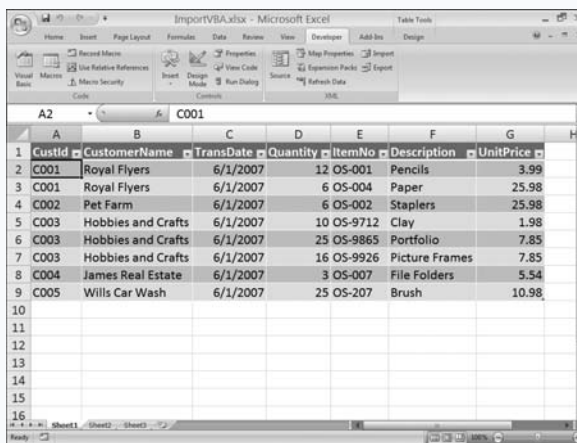 ImportVBA.xlsx - Microsoft Excel
Table Tools
Home Insert Page Layout Formulas Data Review View Developer Add-Ins Design
Visual Basic
Macros
Record Macro
Use Relative References
Macro Security
Code
Insert
Design Mode
Properties
View Code
Run Dialog
Controls
Source
Map Properties
Expansion Packs
Refresh Data
Import
Export
XML
A2 fx C001
A B C D E F G H
1 CustId CustomerName TransDate Quantity ItemNo Description UnitPrice
2 C001 Royal Flyers 6/1/2007 12 OS-001 Pencils 3.99
3 C001 Royal Flyers 6/1/2007 6 OS-004 Paper 25.98
4 C002 Pet Farm 6/1/2007 6 OS-002 Staplers 25.98
5 C003 Hobbies and Crafts 6/1/2007 10 OS-9712 Clay 1.98
6 C003 Hobbies and Crafts 6/1/2007 25 OS-9865 Portfolio 7.85
7 C003 Hobbies and Crafts 6/1/2007 16 OS-9926 Picture Frames 7.85
8 C004 James Real Estate 6/1/2007 3 OS-007 File Folders 5.54
9 C005 Wills Car Wash 6/1/2007 25 OS-207 Brush 10.98
10
11
12
13
14
15
16
Sheet1 Sheet2 Sheet3
Ready 100%